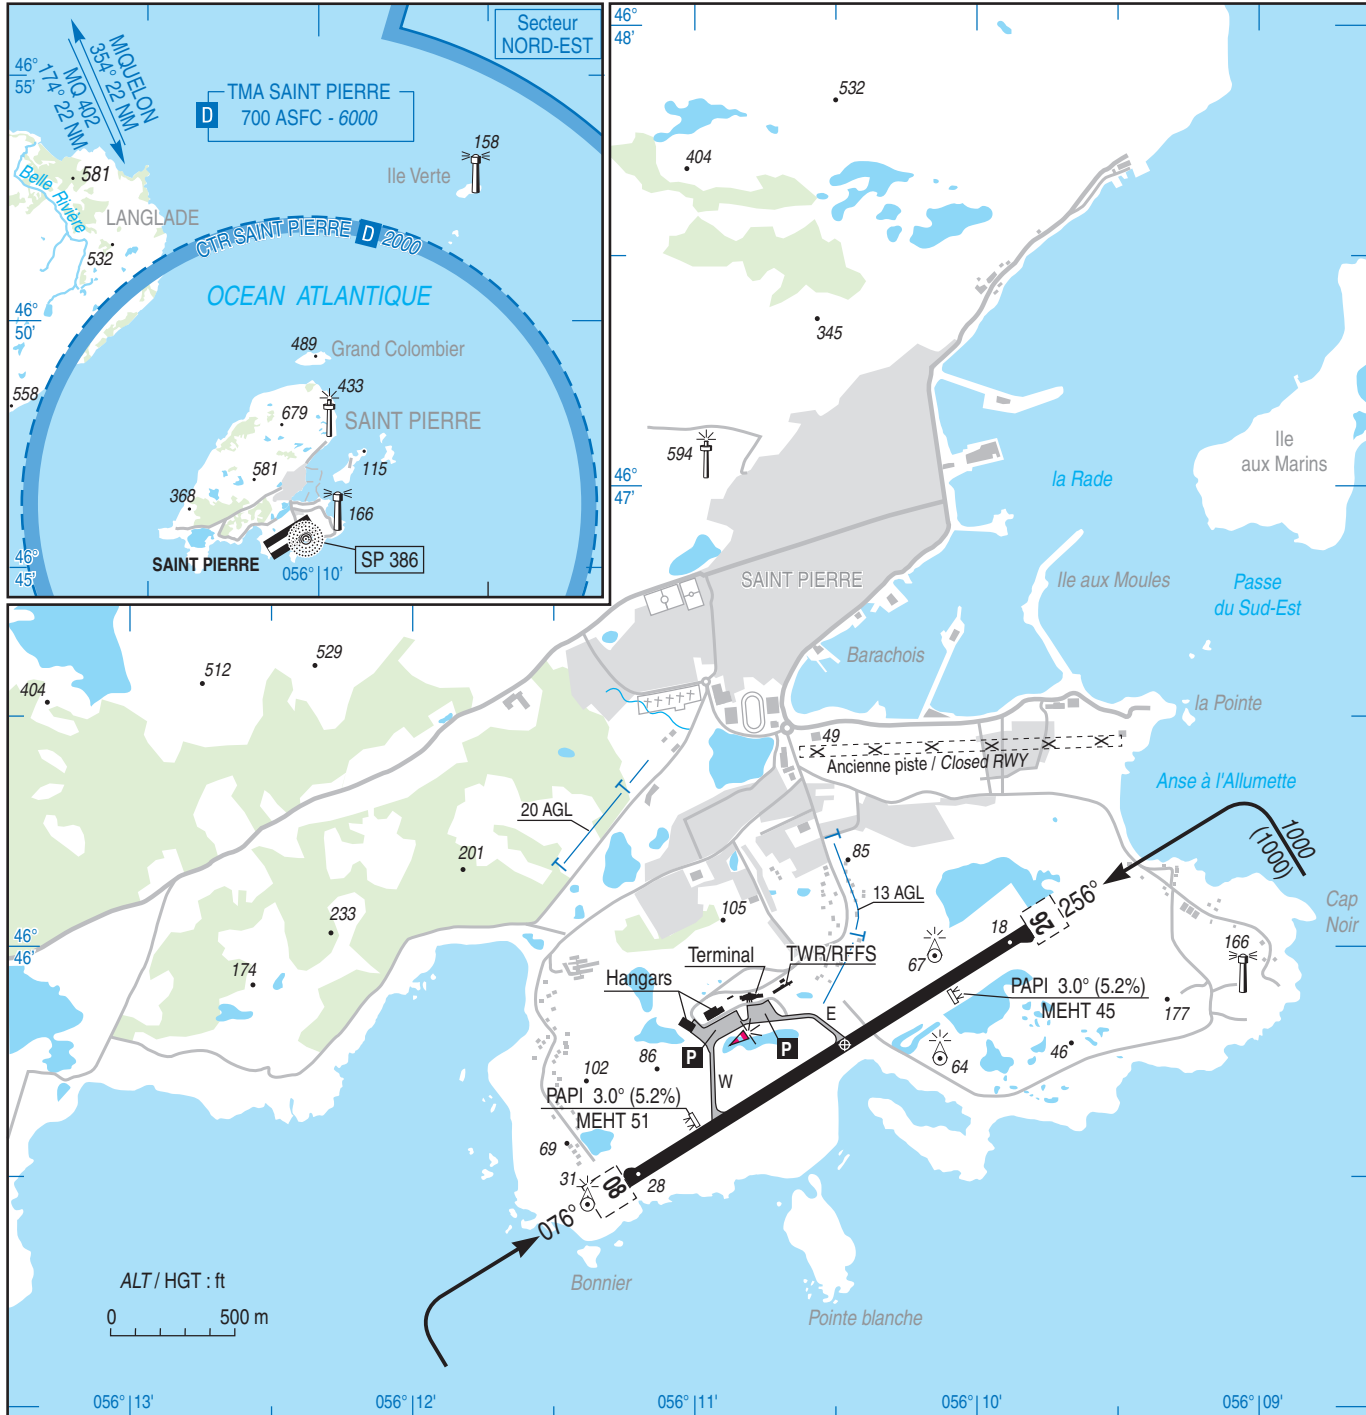 Secteur
NORD-EST
46°
55'
MIQUELON
354° 22 NM
MQ 402
174° 22 NM
TMA SAINT PIERRE
D
700 ASFC - 6000
158
Ile Verte
581
Belle Rivière
LANGLADE
532
CTR SAINT PIERRE D 2000
OCEAN ATLANTIQUE
46°
50'
489
Grand Colombier
558
433
679
SAINT PIERRE
581
115
368
166
SAINT PIERRE
SP 386
46°
45'
056° 10'
46°
48'
532
404
345
594
46°
47'
Ile
aux Marins
la Rade
SAINT PIERRE
Ile aux Moules
Passe
du Sud-Est
Barachois
la Pointe
529
512
404
49
Ancienne piste / Closed RWY
Anse à l'Allumette
20 AGL
1000
(1000)
201
85
13 AGL
256°
26
18
105
233
Cap
Noir
46°
46'
67
166
174
Terminal
TWR/RFFS
Hangars
PAPI 3.0° (5.2%)
MEHT 45
177
E
P
P
46
64
86
102
W
PAPI 3.0° (5.2%)
MEHT 51
69
31
08
28
076°
Bonnier
Pointe blanche
ALT / HGT : ft
0
500 m
056° 13'
056° 12'
056° 11'
056° 10'
056° 09'